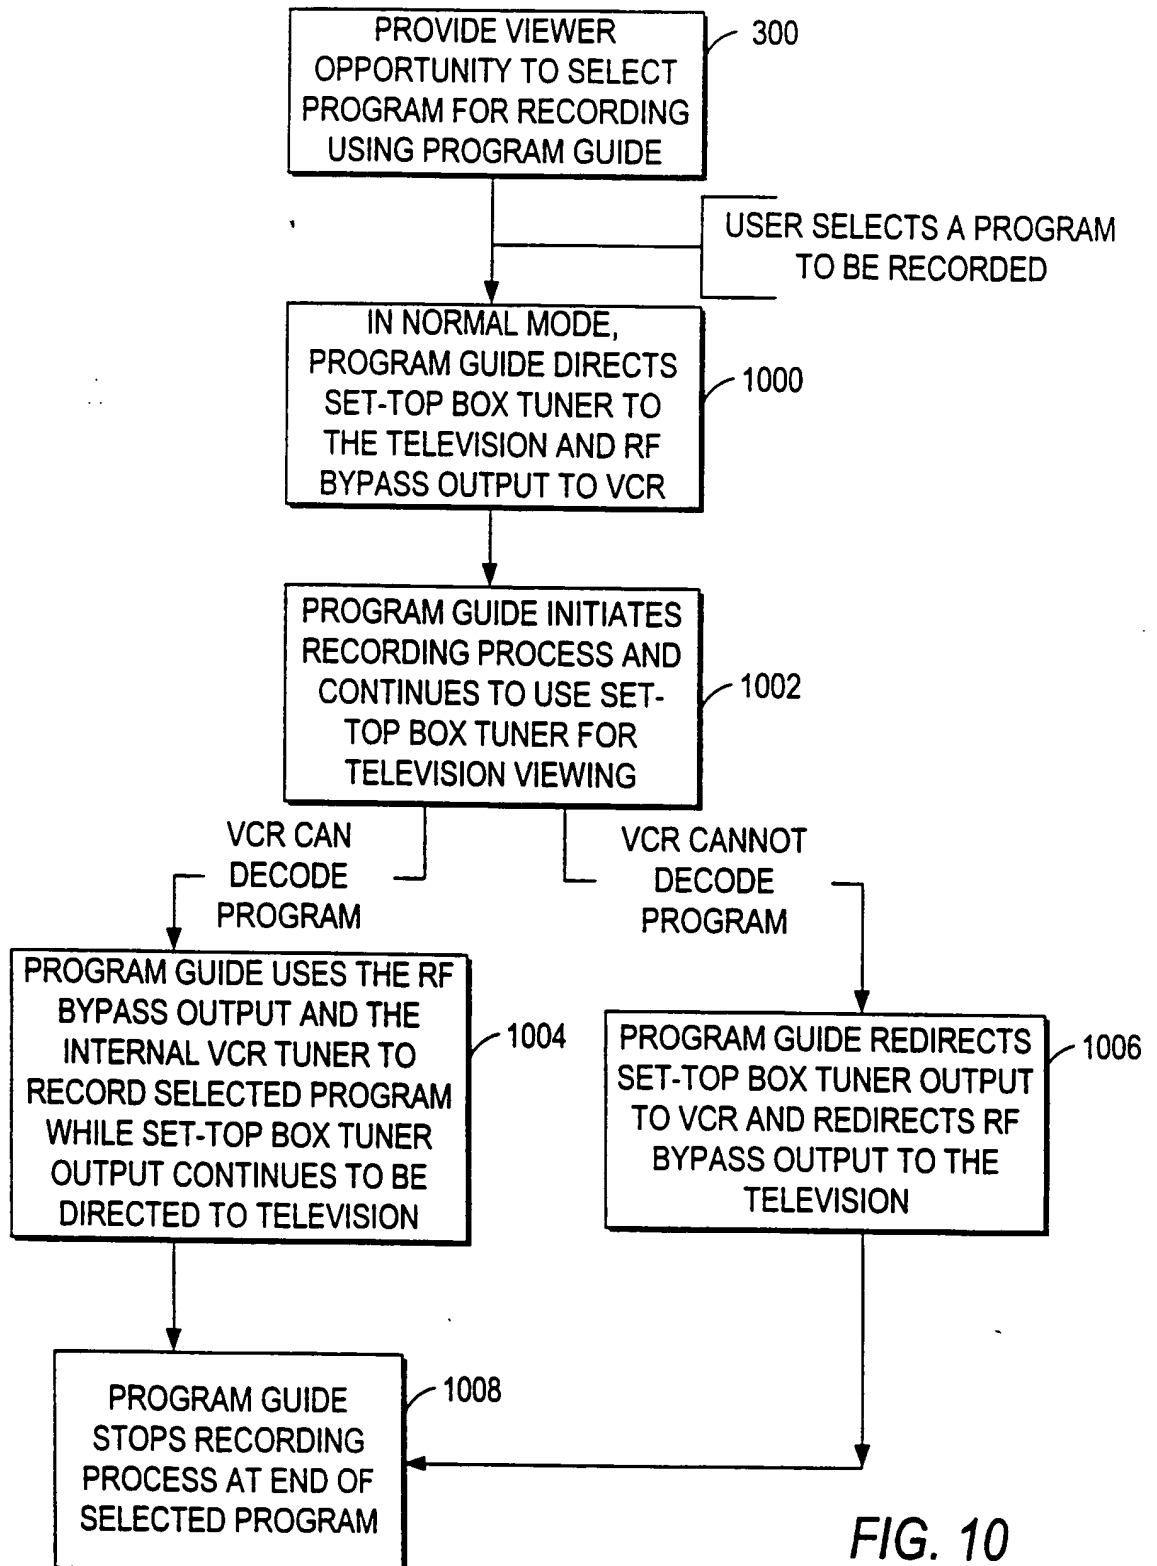 PROVIDE VIEWER
OPPORTUNITY TO SELECT
PROGRAM FOR RECORDING
USING PROGRAM GUIDE
300
USER SELECTS A PROGRAM
TO BE RECORDED
IN NORMAL MODE,
PROGRAM GUIDE DIRECTS
SET-TOP BOX TUNER TO
THE TELEVISION AND RF
BYPASS OUTPUT TO VCR
1000
PROGRAM GUIDE INITIATES
RECORDING PROCESS AND
CONTINUES TO USE SET-
TOP BOX TUNER FOR
TELEVISION VIEWING
1002
VCR CAN
DECODE
PROGRAM
VCR CANNOT
DECODE
PROGRAM
PROGRAM GUIDE USES THE RF
BYPASS OUTPUT AND THE
INTERNAL VCR TUNER TO
RECORD SELECTED PROGRAM
WHILE SET-TOP BOX TUNER
OUTPUT CONTINUES TO BE
DIRECTED TO TELEVISION
1004
PROGRAM GUIDE REDIRECTS
SET-TOP BOX TUNER OUTPUT
TO VCR AND REDIRECTS RF
BYPASS OUTPUT TO THE
TELEVISION
1006
PROGRAM GUIDE
STOPS RECORDING
PROCESS AT END OF
SELECTED PROGRAM
1008
FIG. 10